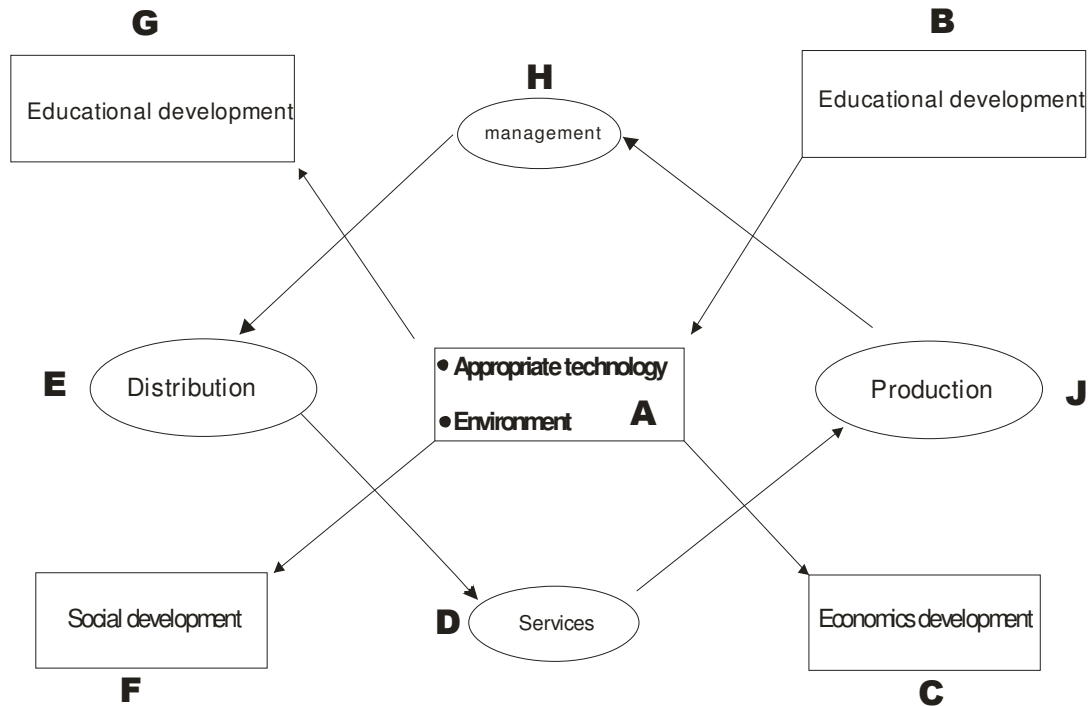 G
B
Educational development
H
Educational development
management
E
Distribution
• Appropriate technology
• Environment
A
Production
J
Social development
D
Services
Economics development
F
C